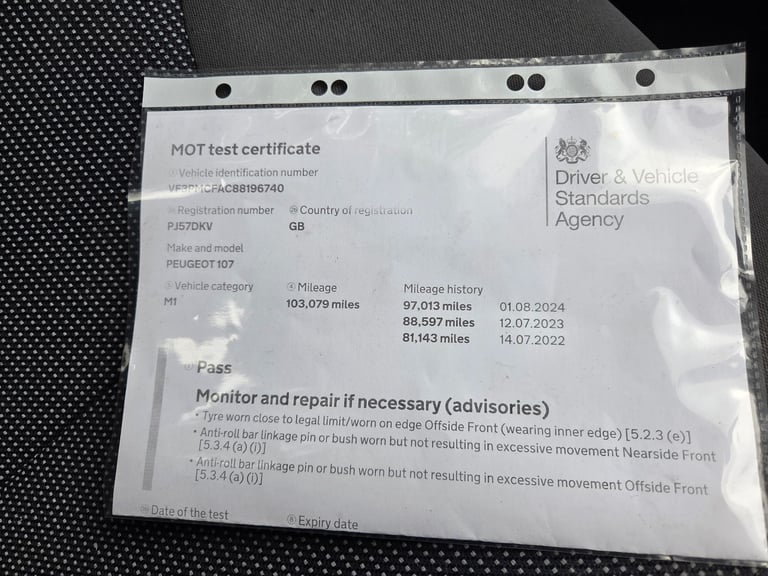 MOT test certificate
① Vehicle identification number
VF3PMCFAC88196740
Driver & Vehicle
Standards
Agency
Registration number ⓶ Country of registration
PJ57DKV GB
Make and model
PEUGEOT 107
Vehicle category ④ Mileage Mileage history
M1 103,079 miles 97,013 miles 01.08.2024
88,597 miles 12.07.2023
81,143 miles 14.07.2022
Pass
Monitor and repair if necessary (advisories)
• Tyre worn close to legal limit/worn on edge Offside Front (wearing inner edge) [5.2.3 (e)]
• Anti-roll bar linkage pin or bush worn but not resulting in excessive movement Nearside Front
[5.3.4 (a) (i)]
• Anti-roll bar linkage pin or bush worn but not resulting in excessive movement Offside Front
[5.3.4 (a) (i)]
Date of the test ⑧ Expiry date